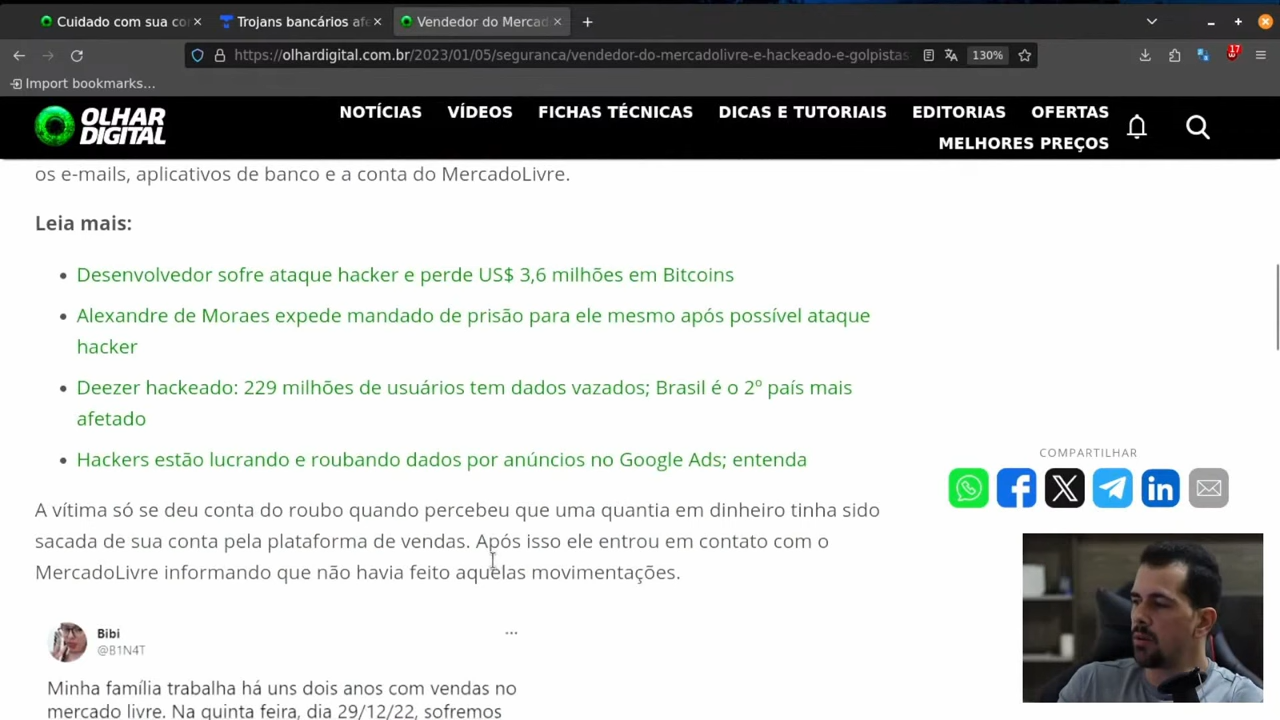 Cuidado com sua co
Trojans bancários afe
Vendedor do Mercad
https://olhardigital.com.br/2023/01/05/seguranca/vendedor-do-mercadolivre-e-hackeado-e-golpistas
130%
17
Import bookmarks...
OLHAR
DIGITAL
NOTÍCIAS VÍDEOS FICHAS TÉCNICAS DICAS E TUTORIAIS EDITORIAS OFERTAS
MELHORES PREÇOS
os e-mails, aplicativos de banco e a conta do MercadoLivre.
Leia mais:
Desenvolvedor sofre ataque hacker e perde US$ 3,6 milhões em Bitcoins
Alexandre de Moraes expede mandado de prisão para ele mesmo após possível ataque
hacker
Deezer hackeado: 229 milhões de usuários tem dados vazados; Brasil é o 2º país mais
afetado
Hackers estão lucrando e roubando dados por anúncios no Google Ads; entenda
COMPARTILHAR
A vítima só se deu conta do roubo quando percebeu que uma quantia em dinheiro tinha sido
sacada de sua conta pela plataforma de vendas. Após isso ele entrou em contato com o
MercadoLivre informando que não havia feito aquelas movimentações.
Bibi
@B1N4T
Minha família trabalha há uns dois anos com vendas no
mercado livre. Na quinta feira, dia 29/12/22, sofremos